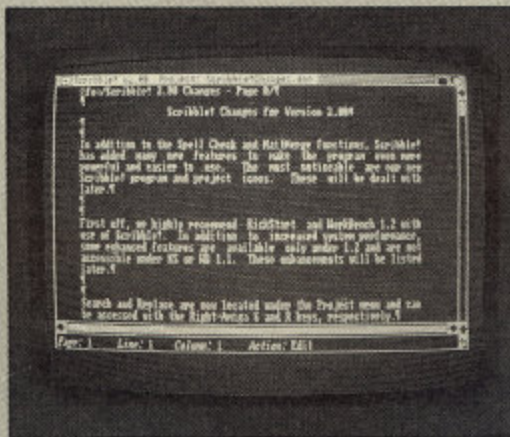 Scribble! 2.00 Changes - Page 0/¶
Scribble! Changes for Version 2.00¶
¶
¶
In addition to the Spell Check and MailMerge functions, Scribble!
has added many new features to make the program even more
powerful and easier to use. The most noticeable are our new
Scribble! program and project icons. These will be dealt with
later.¶
¶
¶
First off, we highly recommend KickStart and WorkBench 1.2 with
use of Scribble!. In addition to increased system performance,
some enhanced features are available only under 1.2 and are not
accessible under KS or WB 1.1. These enhancements will be listed
later.¶
¶
¶
Search and Replace are now located under the Project menu and can
be accessed with the Right-Amiga S and R keys, respectively.¶
Page: 1 Line: 1 Column: 1 Action: Edit